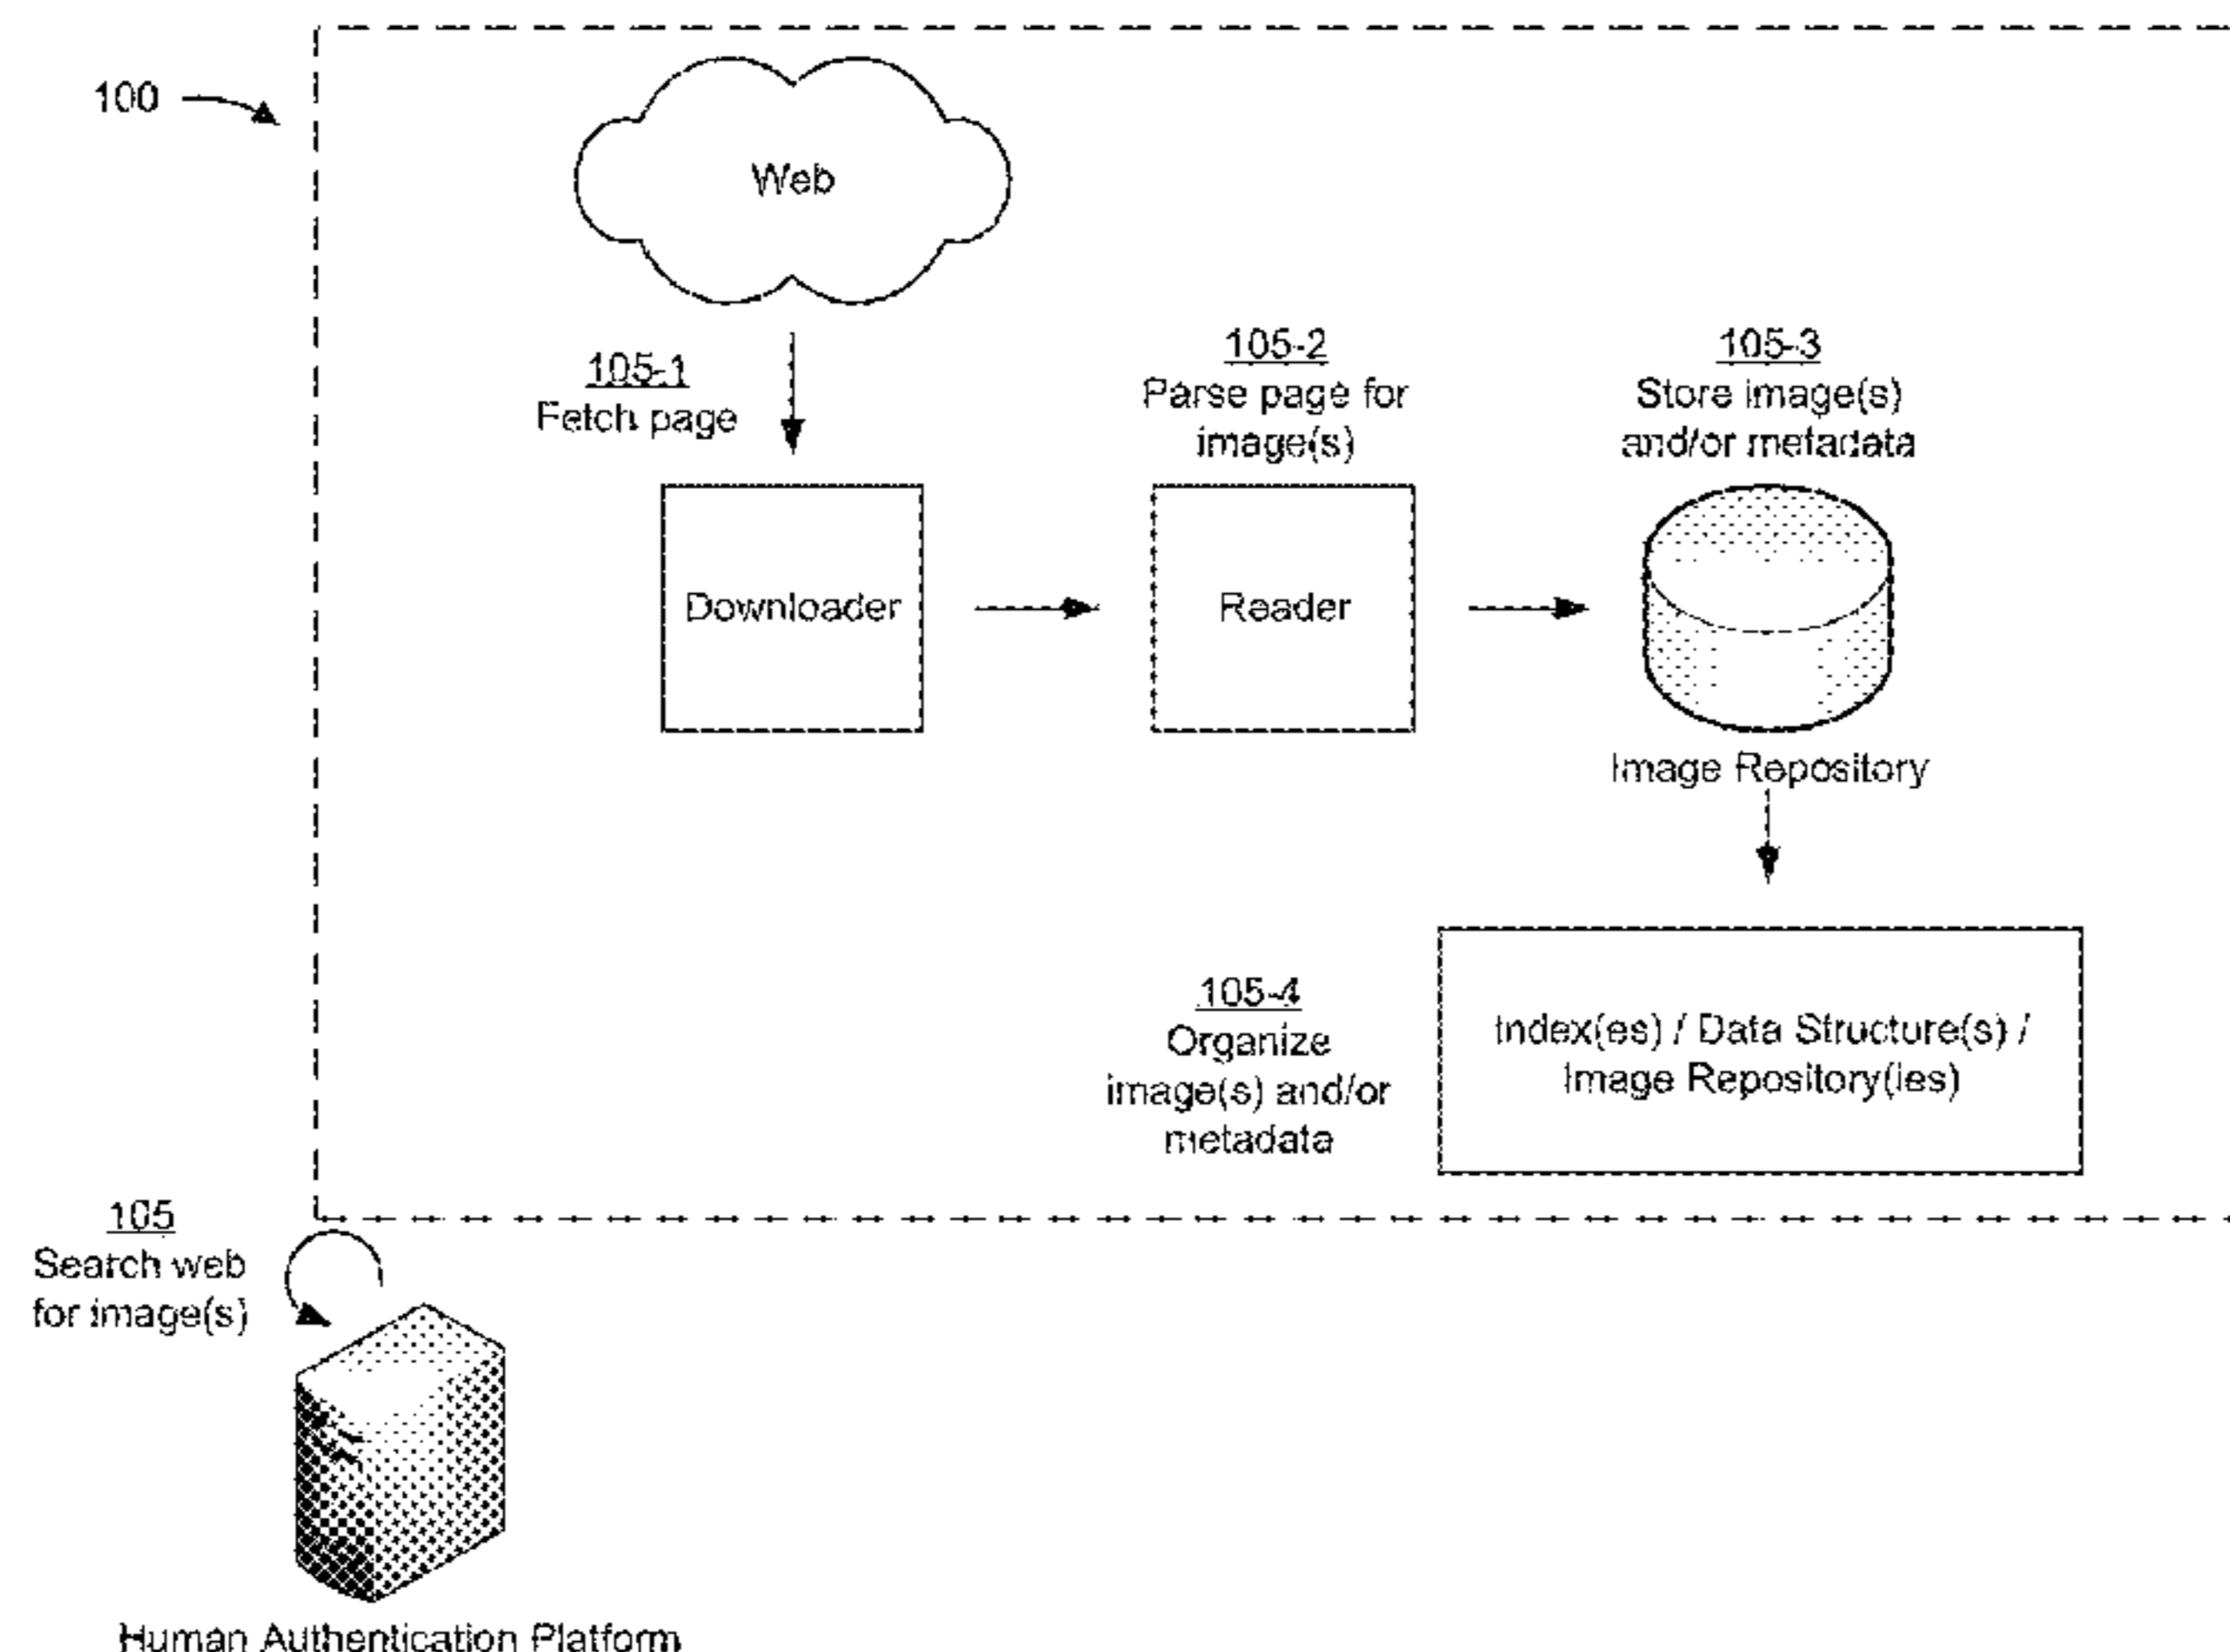 100
Web
105-1
Fetch page
105-2
Parse page for
image(s)
105-3
Store image(s)
and/or metadata
Downloader
Reader
Image Repository
105-4
Organize
image(s) and/or
metadata
Index(es) / Data Structure(s) /
Image Repository(ies)
105
Search web
for image(s)
Human Authentication Platform